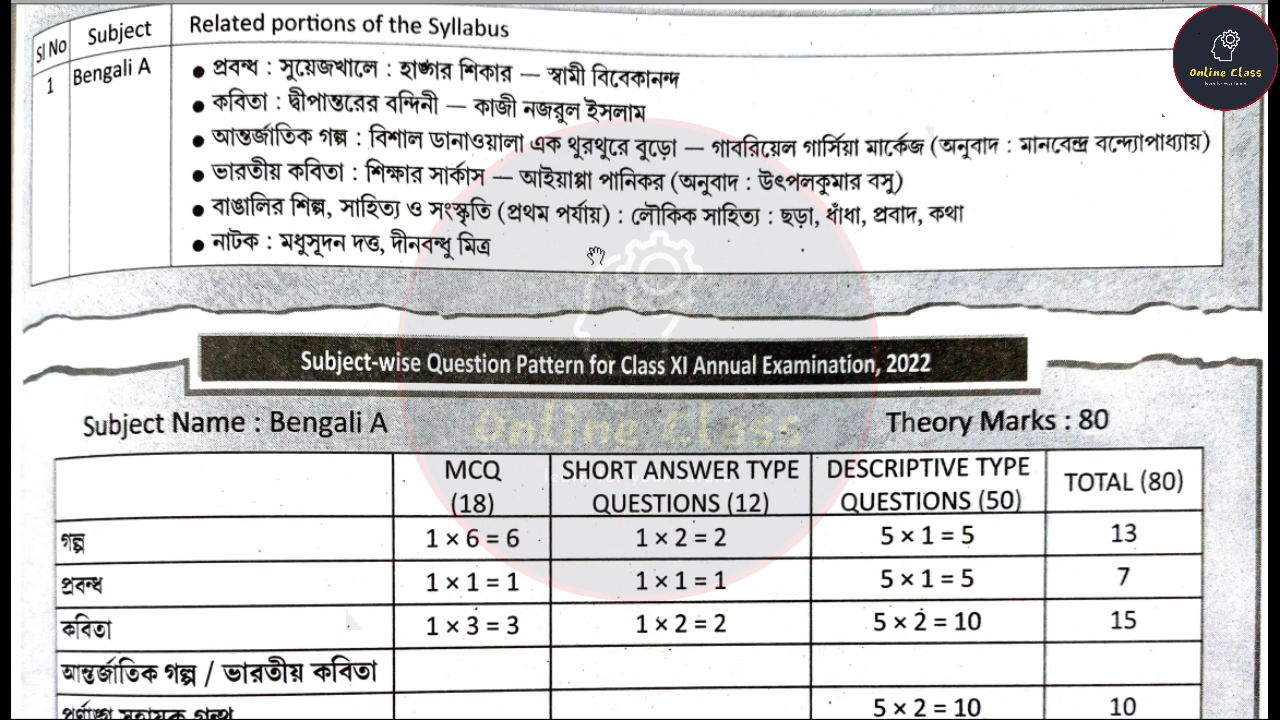 Sl No Subject Related portions of the Syllabus
1 Bengali A
● প্রবন্ধ : সুয়েজখালে : হাঙ্গর শিকার — স্বামী বিবেকানন্দ
● কবিতা : দ্বীপান্তরের বন্দিনী — কাজী নজরুল ইসলাম
● আন্তর্জাতিক গল্প : বিশাল ডানাওয়ালা এক থুরথুরে বুড়ো — গাবরিয়েল গার্সিয়া মার্কেজ (অনুবাদ : মানবেন্দ্র বন্দ্যোপাধ্যায়)
● ভারতীয় কবিতা : শিক্ষার সার্কাস — আইয়াপ্পা পানিকর (অনুবাদ : উৎপলকুমার বসু)
● বাঙালির শিল্প, সাহিত্য ও সংস্কৃতি (প্রথম পর্যায়) : লৌকিক সাহিত্য : ছড়া, ধাঁধা, প্রবাদ, কথা
● নাটক : মধুসূদন দত্ত, দীনবন্ধু মিত্র
Online Class
Subject-wise Question Pattern for Class XI Annual Examination, 2022
Subject Name : Bengali A Theory Marks : 80
Online Class
MCQ (18) SHORT ANSWER TYPE QUESTIONS (12) DESCRIPTIVE TYPE QUESTIONS (50) TOTAL (80)
গল্প 1 × 6 = 6 1 × 2 = 2 5 × 1 = 5 13
প্রবন্ধ 1 × 1 = 1 1 × 1 = 1 5 × 1 = 5 7
কবিতা 1 × 3 = 3 1 × 2 = 2 5 × 2 = 10 15
আন্তর্জাতিক গল্প / ভারতীয় কবিতা
পূর্ণাঙ্গ সহায়ক গ্রন্থ 5 × 2 = 10 10